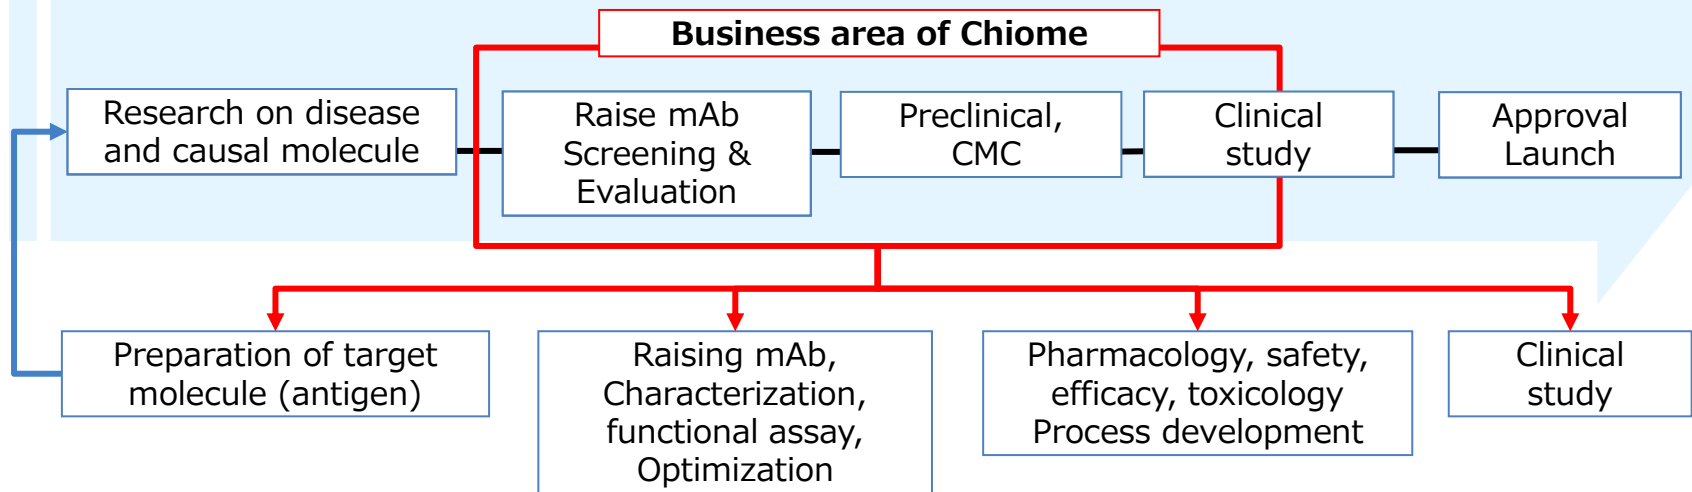 Business area of Chiome
Research on disease
and causal molecule
Raise mAb
Screening &
Evaluation
Preclinical,
CMC
Clinical
study
Approval
Launch
Preparation of target
molecule (antigen)
Raising mAb,
Characterization,
functional assay,
Optimization
Pharmacology, safety,
efficacy, toxicology
Process development
Clinical
study